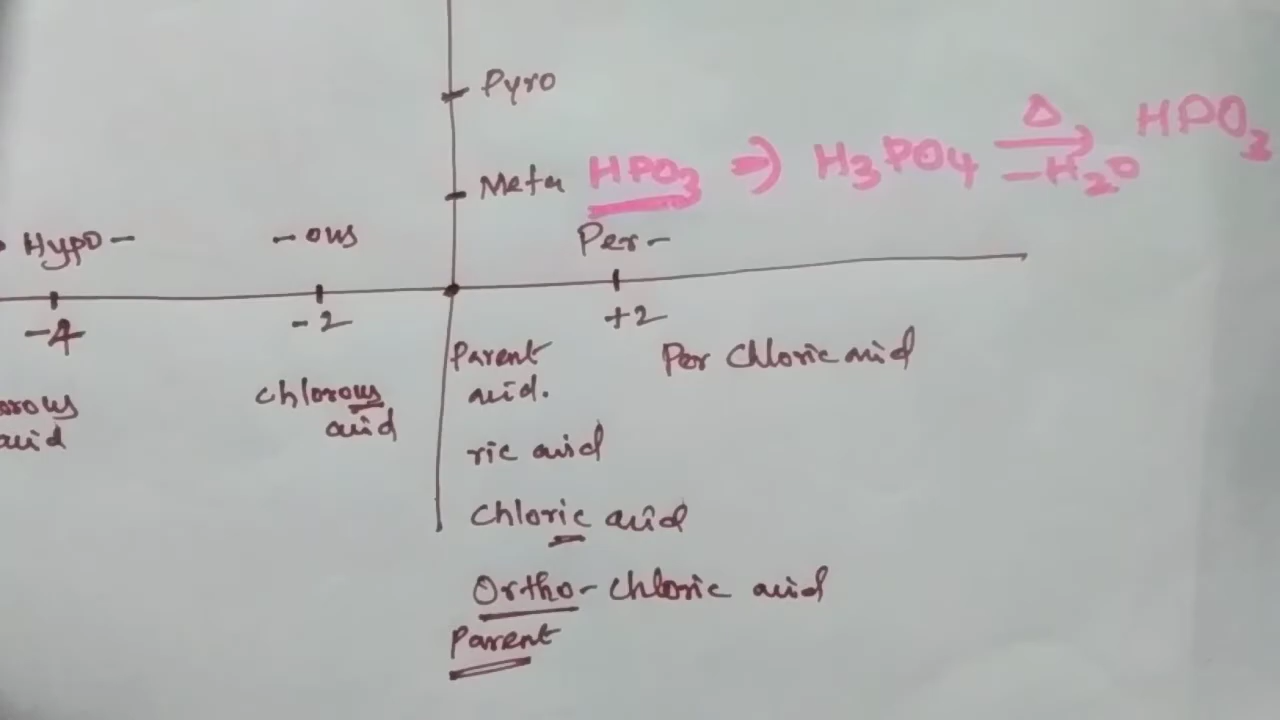 Pyro
Meta HPO3 ⇒ H3PO4 Δ→ -H2O HPO3
Hypo- -ous Per-
-4 -2 +2
Parent
acid.
Per Chloric acid
chlorous
acid
orous
acid
ric acid
Chloric acid
Ortho- chloric acid
Parent